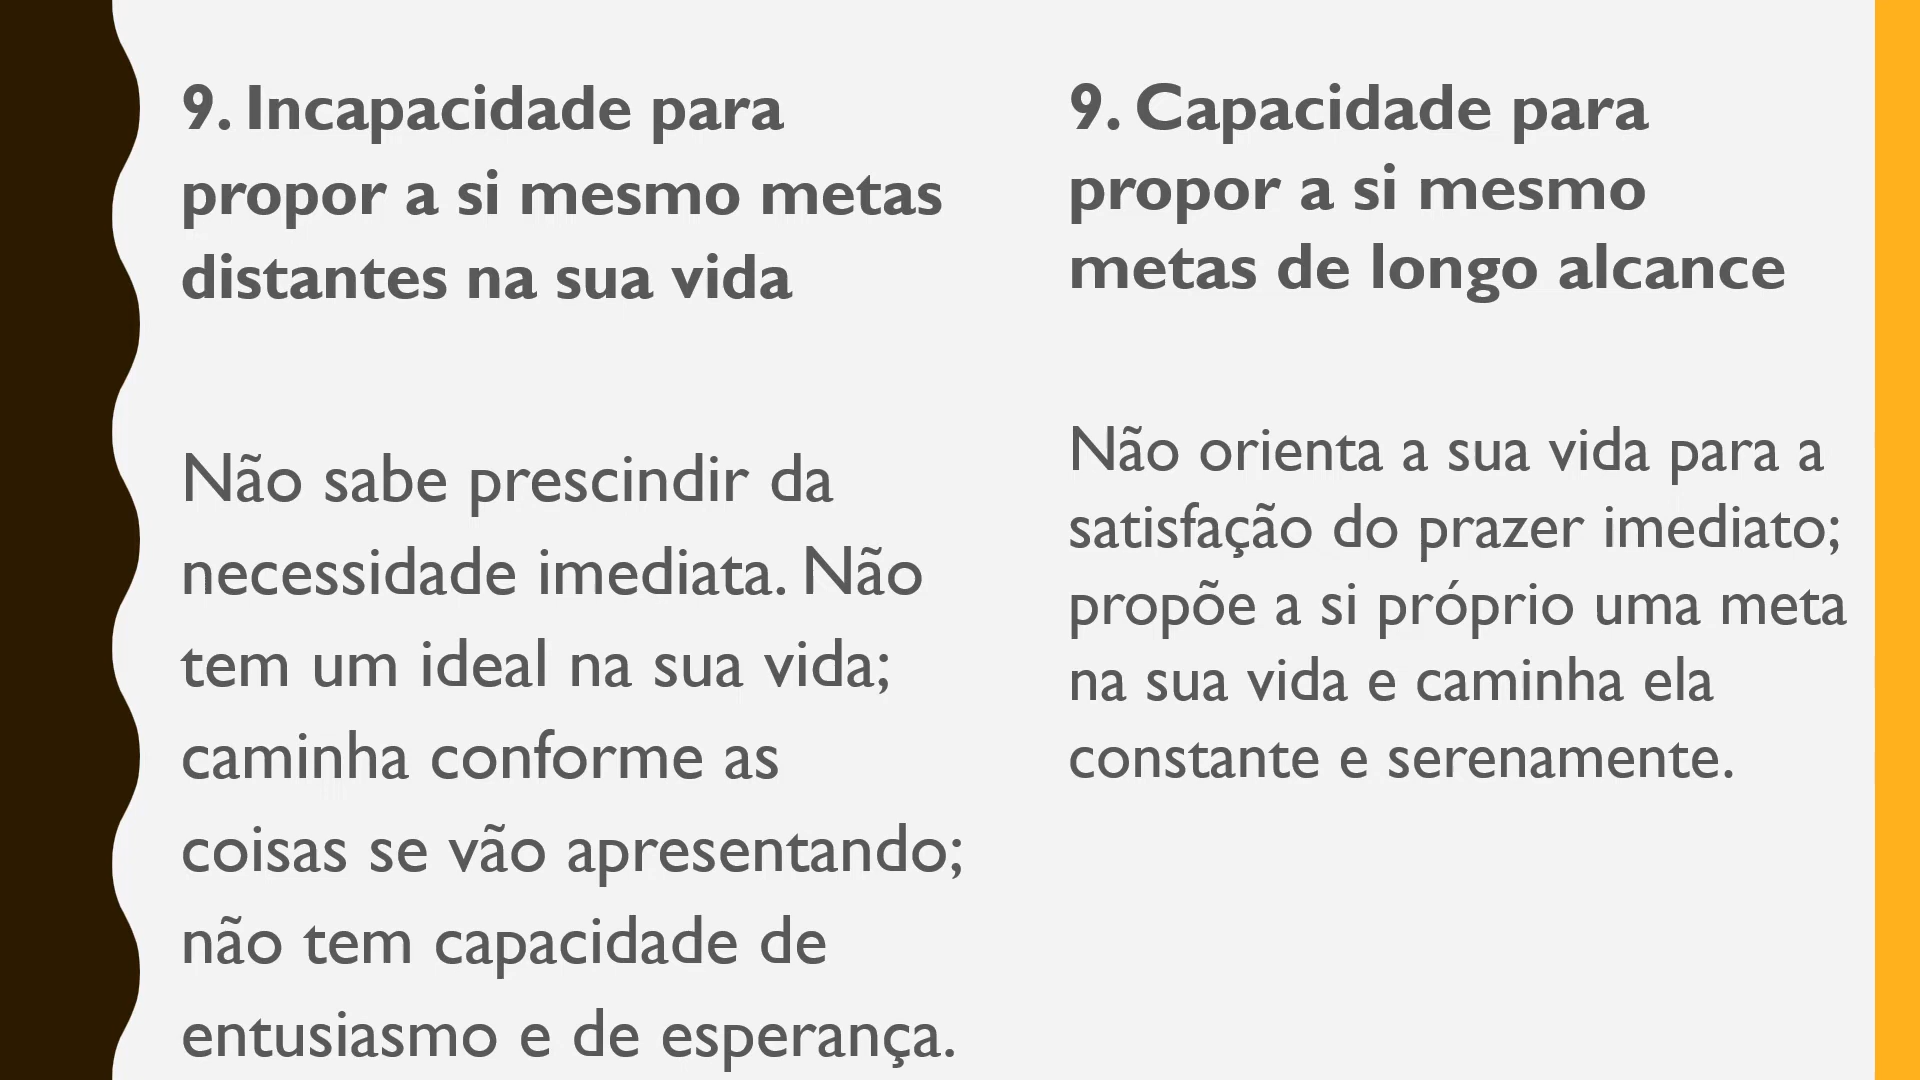 9. Incapacidade para
propor a si mesmo metas
distantes na sua vida
Não sabe prescindir da
necessidade imediata. Não
tem um ideal na sua vida;
caminha conforme as
coisas se vão apresentando;
não tem capacidade de
entusiasmo e de esperança.
9. Capacidade para
propor a si mesmo
metas de longo alcance
Não orienta a sua vida para a
satisfação do prazer imediato;
propõe a si próprio uma meta
na sua vida e caminha ela
constante e serenamente.